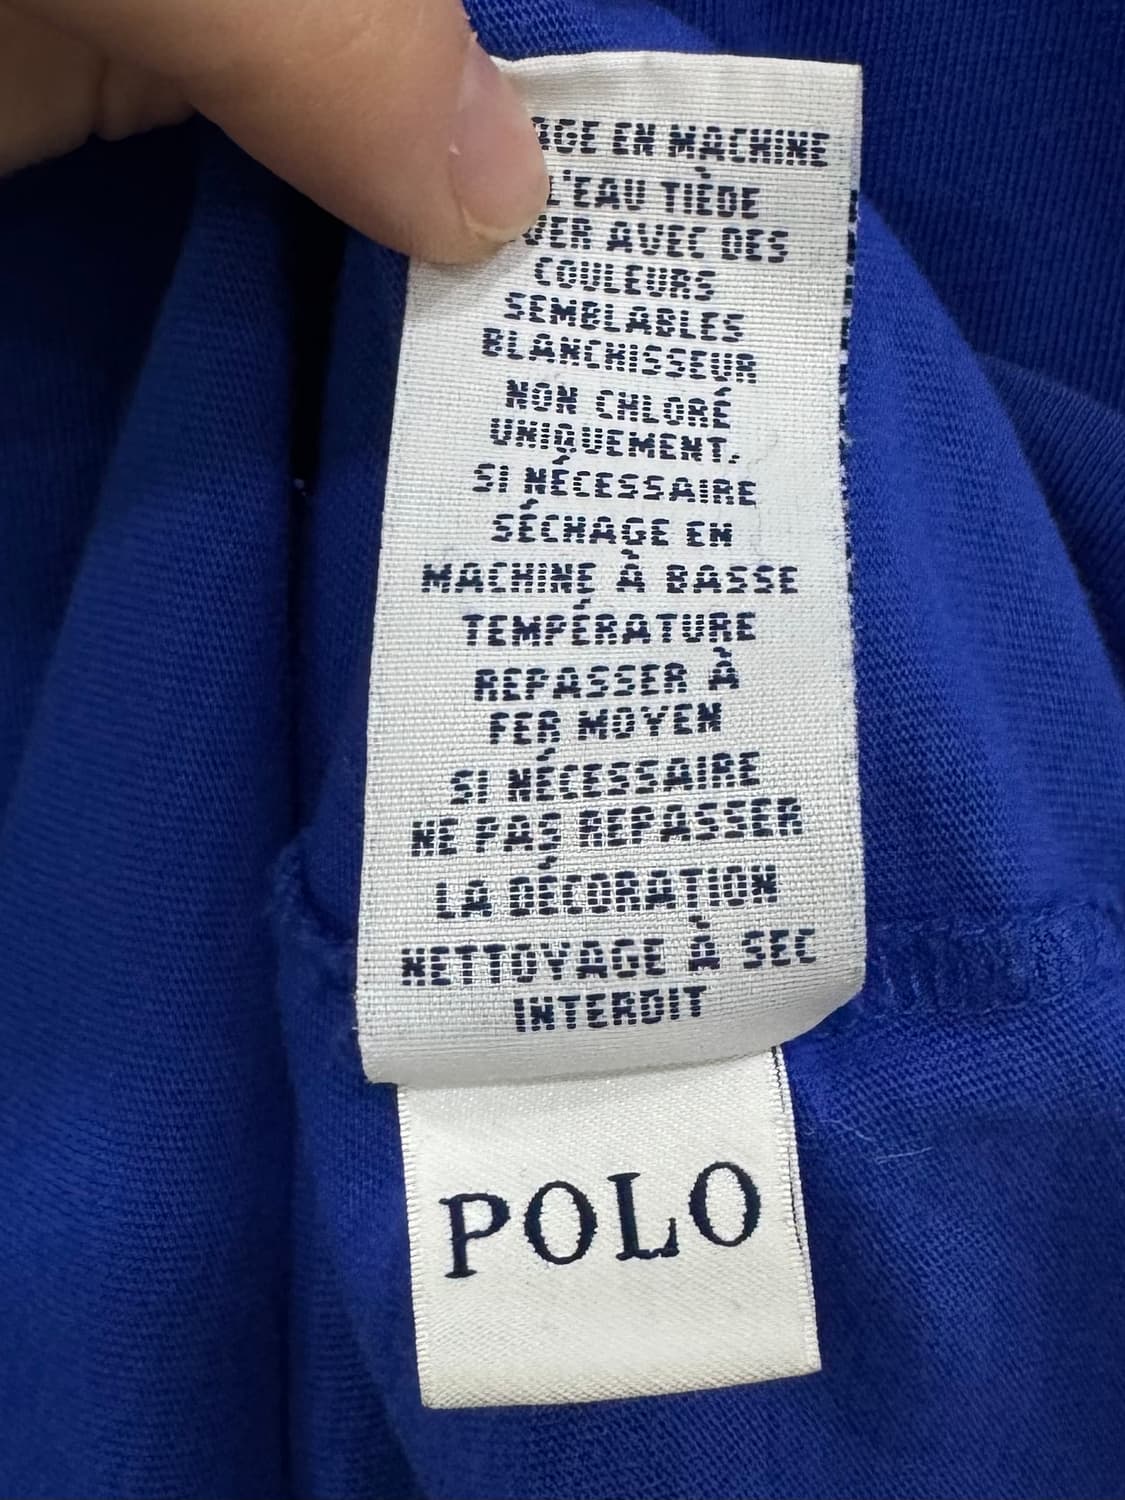 EN MACHINE
L'EAU TIÈDE
AVEC DES
COULEURS
SEMBLABLES
BLANCHISSEUR
NON CHLORÉ
UNIQUEMENT,
SI NÉCESSAIRE
SÉCHAGE EN
MACHINE À BASSE
TEMPÉRATURE
REPASSER À
FER MOYEN
SI NÉCESSAIRE
NE PAS REPASSER
LA DÉCORATION
NETTOYAGE À SEC
INTERDIT
POLO